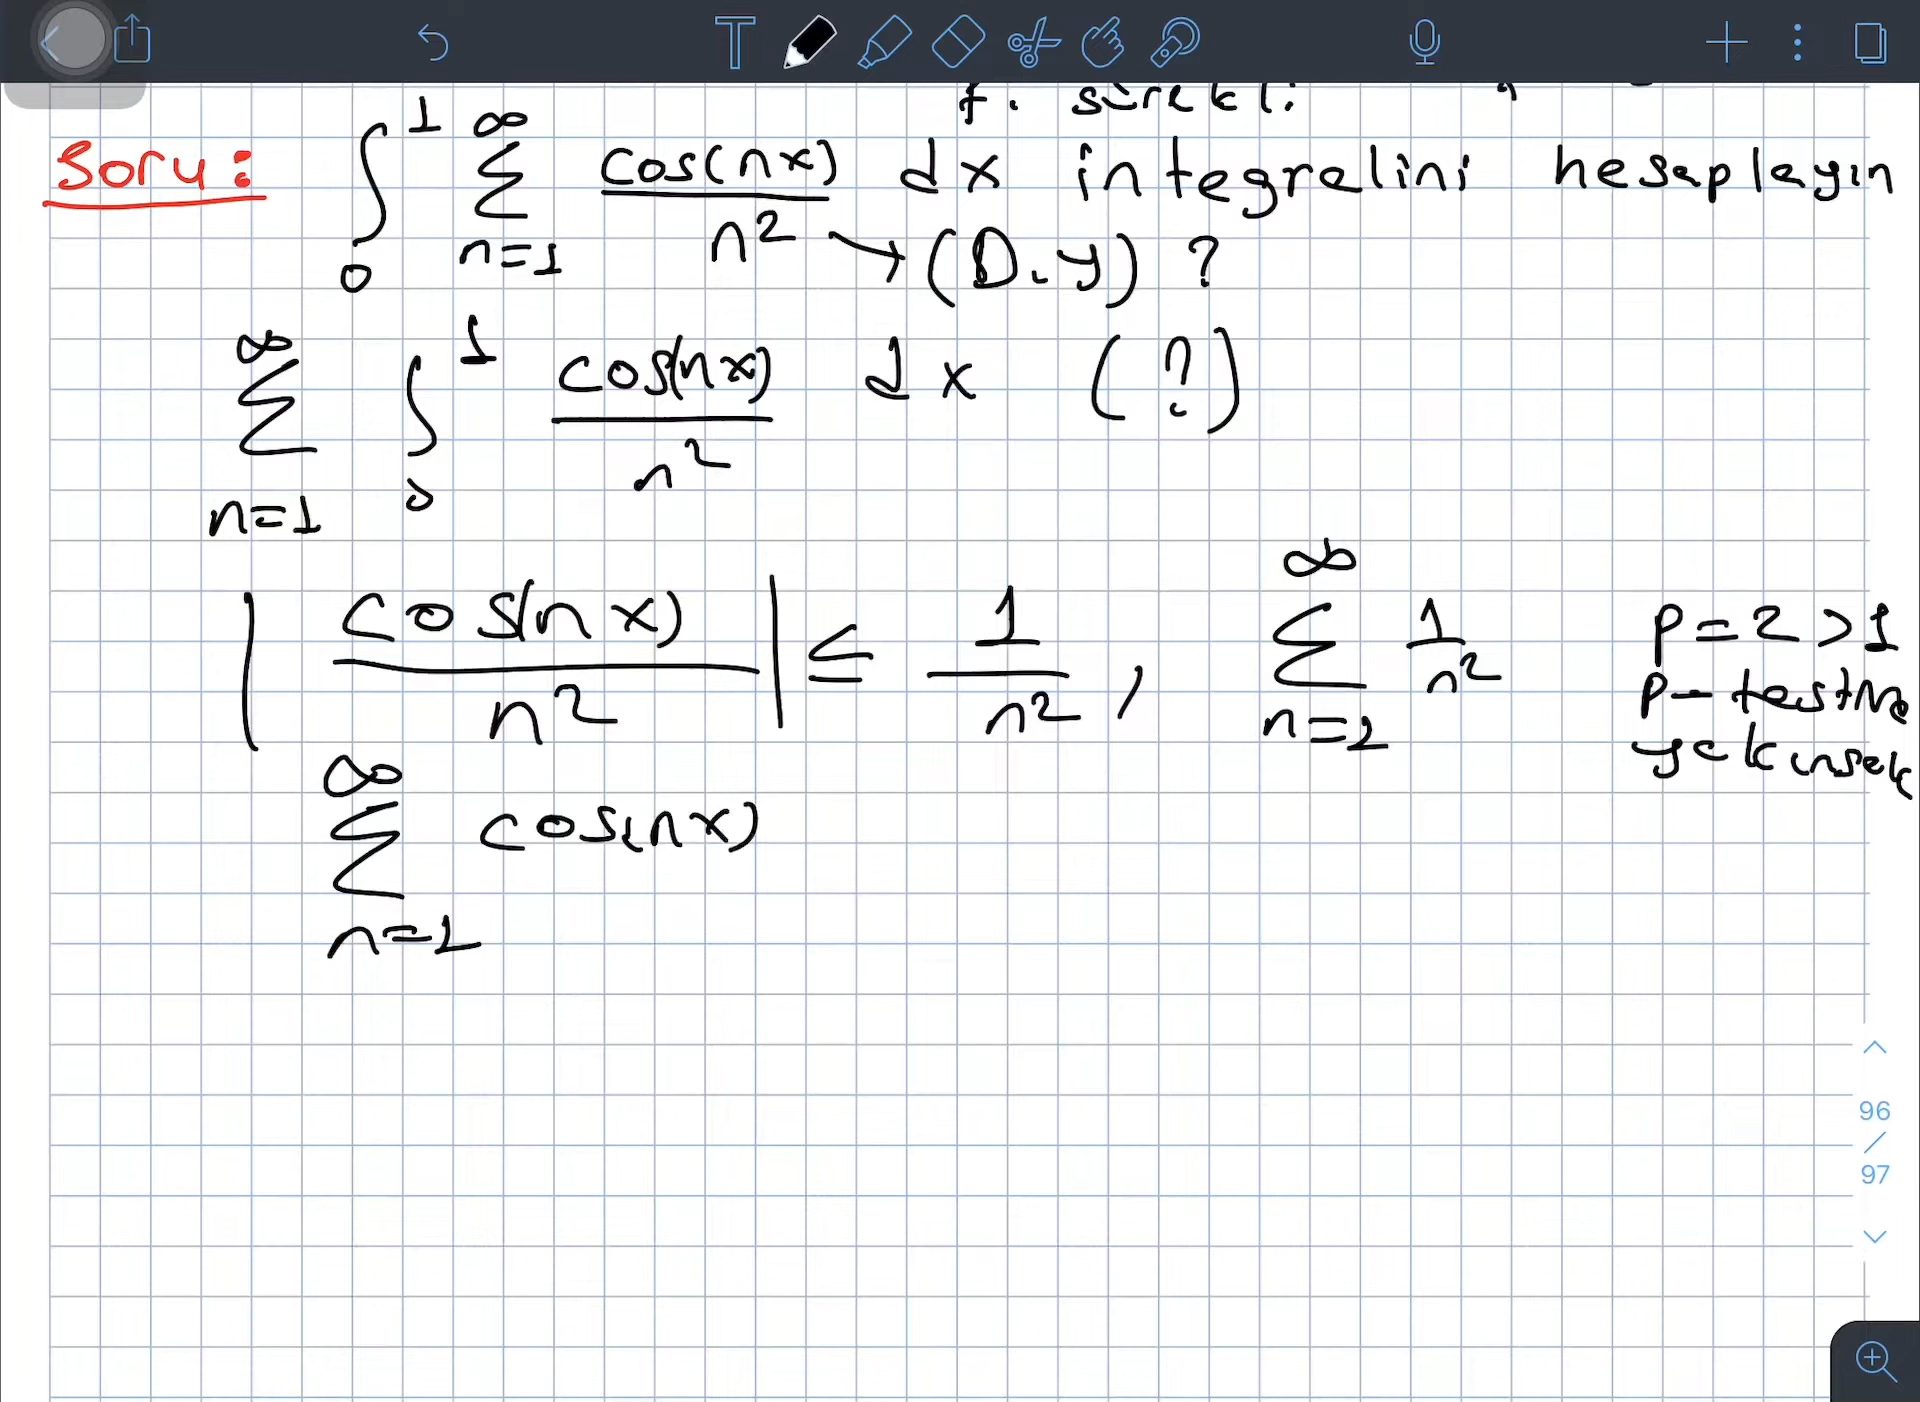 f. sürekli
Soru: ∫₀¹ ∑_{n=1}^{∞} cos(nx)/n² dx integralini hesaplayın
→ (D.y) ?
∑_{n=1}^{∞} ∫₀¹ cos(nx)/n² dx (?)
|cos(nx)/n²| ≤ 1/n², ∑_{n=1}^{∞} 1/n² p=2>1
p-testine
yakınsak
∑_{n=1}^{∞} cos(nx)
96
/
97